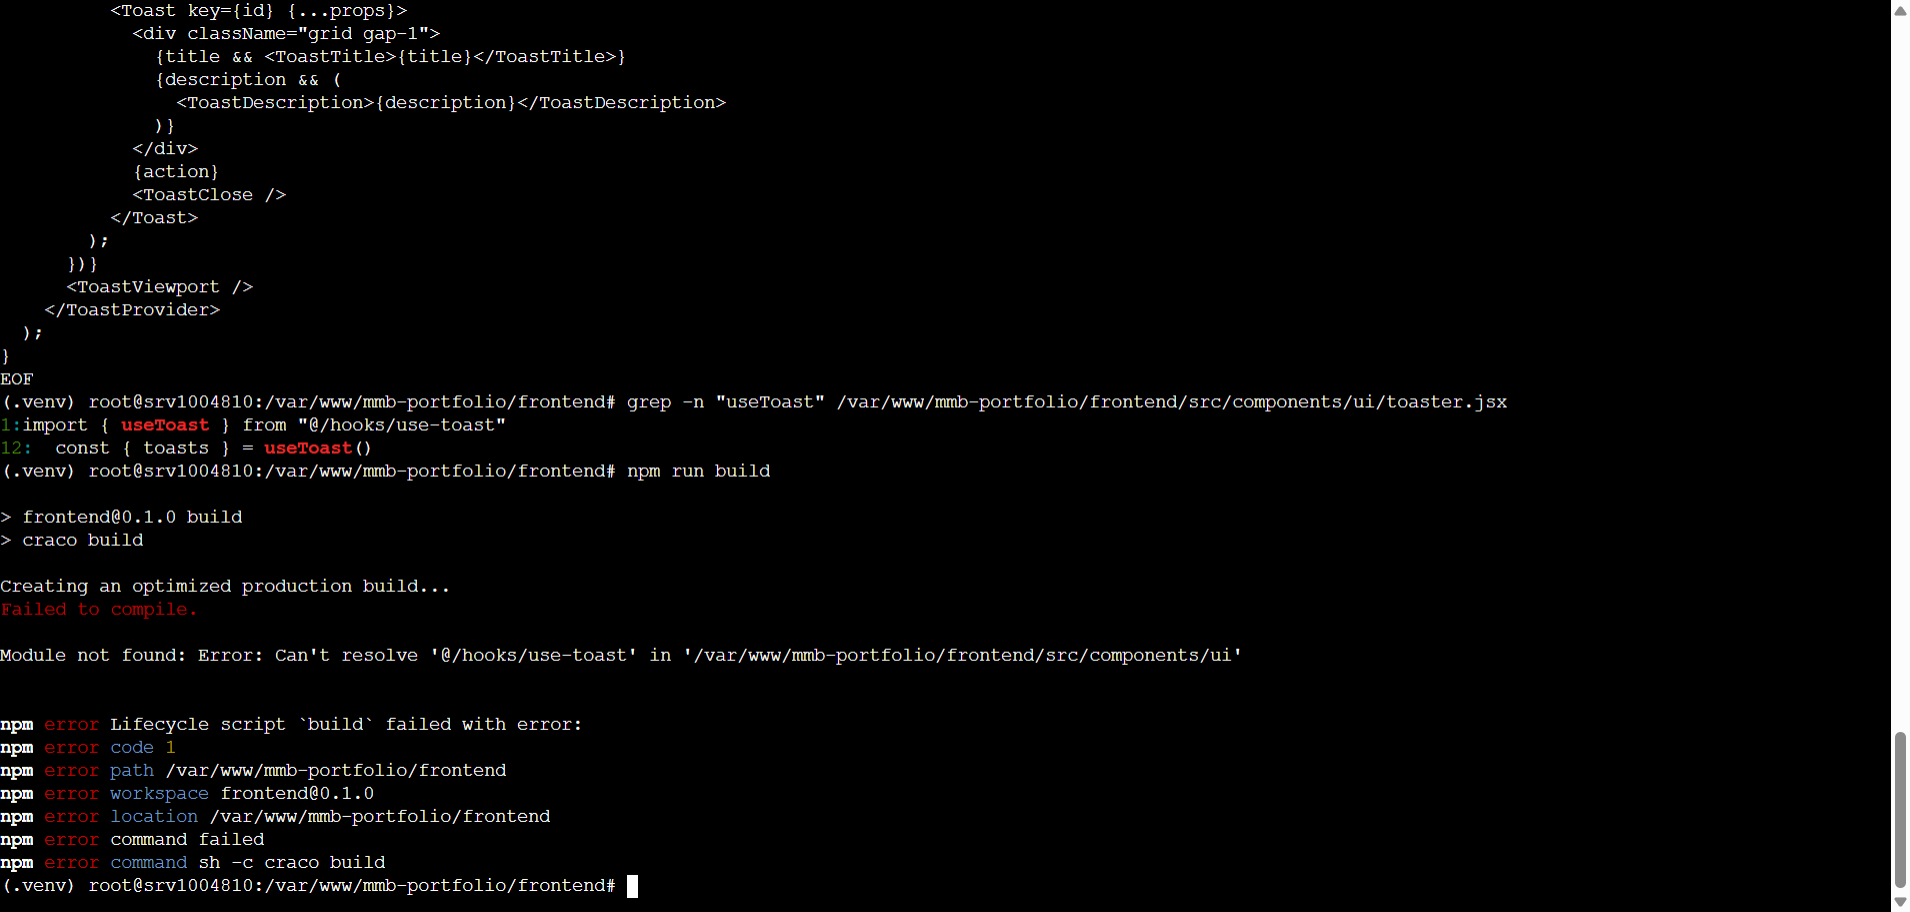 <Toast key={id} {...props}>
<div className="grid gap-1">
{title && <ToastTitle>{title}</ToastTitle>}
{description && (
<ToastDescription>{description}</ToastDescription>
)}
</div>
{action}
<ToastClose />
</Toast>
);
})}
<ToastViewport />
</ToastProvider>
);
}
EOF
(.venv) root@srv1004810:/var/www/mmb-portfolio/frontend# grep -n "useToast" /var/www/mmb-portfolio/frontend/src/components/ui/toaster.jsx
1:import { useToast } from "@/hooks/use-toast"
12:  const { toasts } = useToast()
(.venv) root@srv1004810:/var/www/mmb-portfolio/frontend# npm run build
> frontend@0.1.0 build
> craco build
Creating an optimized production build...
Failed to compile.
Module not found: Error: Can't resolve '@/hooks/use-toast' in '/var/www/mmb-portfolio/frontend/src/components/ui'
npm error Lifecycle script `build` failed with error:
npm error code 1
npm error path /var/www/mmb-portfolio/frontend
npm error workspace frontend@0.1.0
npm error location /var/www/mmb-portfolio/frontend
npm error command failed
npm error command sh -c craco build
(.venv) root@srv1004810:/var/www/mmb-portfolio/frontend#